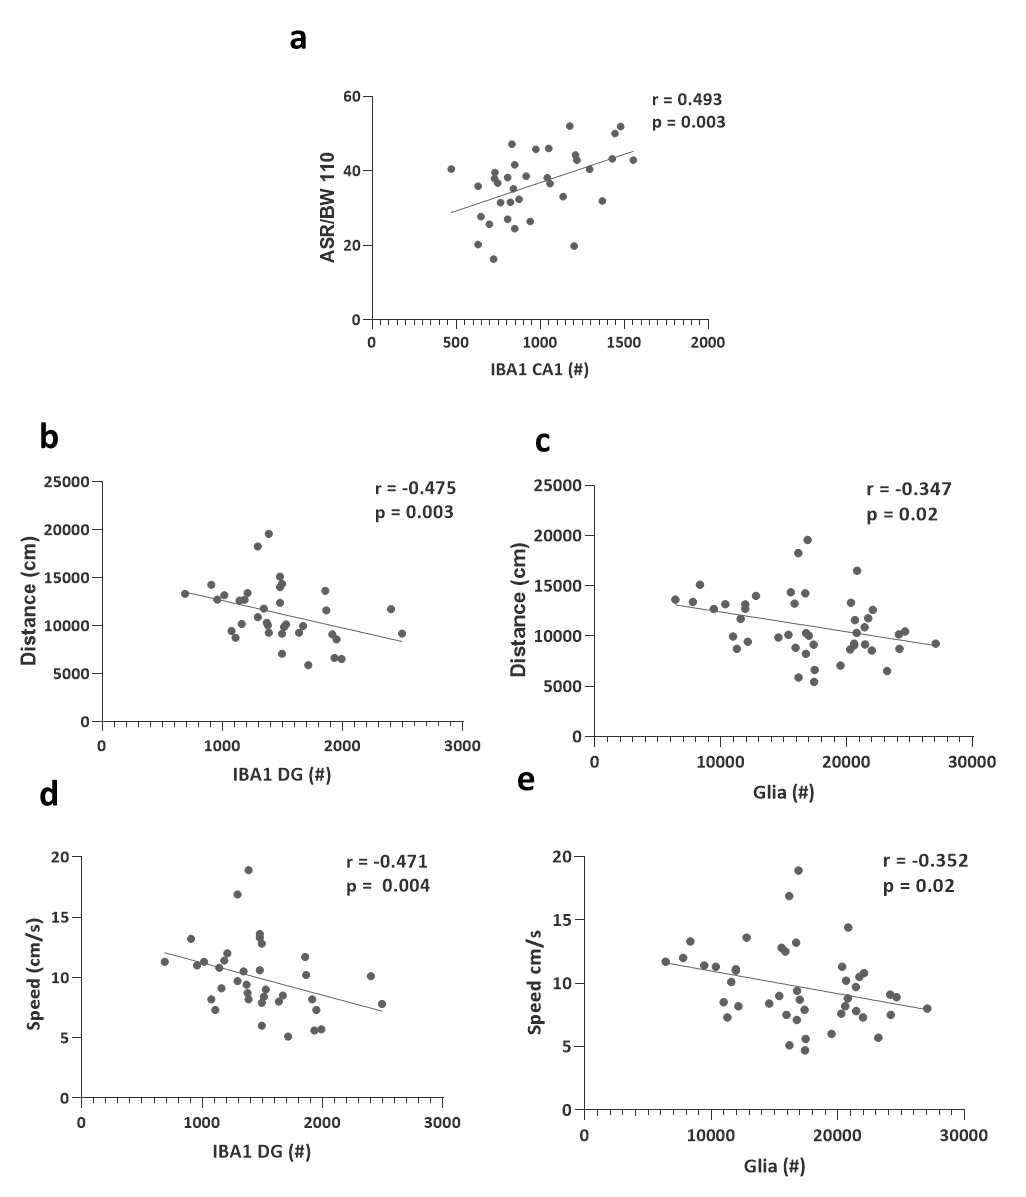 a
r = 0.493
p = 0.003
60
40
20
0
ASR/BW 110
0 500 1000 1500 2000
IBA1 CA1 (#)
b
r = -0.475
p = 0.003
25000
20000
15000
10000
5000
0
Distance (cm)
0 1000 2000 3000
IBA1 DG (#)
c
r = -0.347
p = 0.02
25000
20000
15000
10000
5000
0
Distance (cm)
0 10000 20000 30000
Glia (#)
d
r = -0.471
p = 0.004
20
15
10
5
0
Speed (cm/s)
0 1000 2000 3000
IBA1 DG (#)
e
r = -0.352
p = 0.02
20
15
10
5
0
Speed cm/s
0 10000 20000 30000
Glia (#)